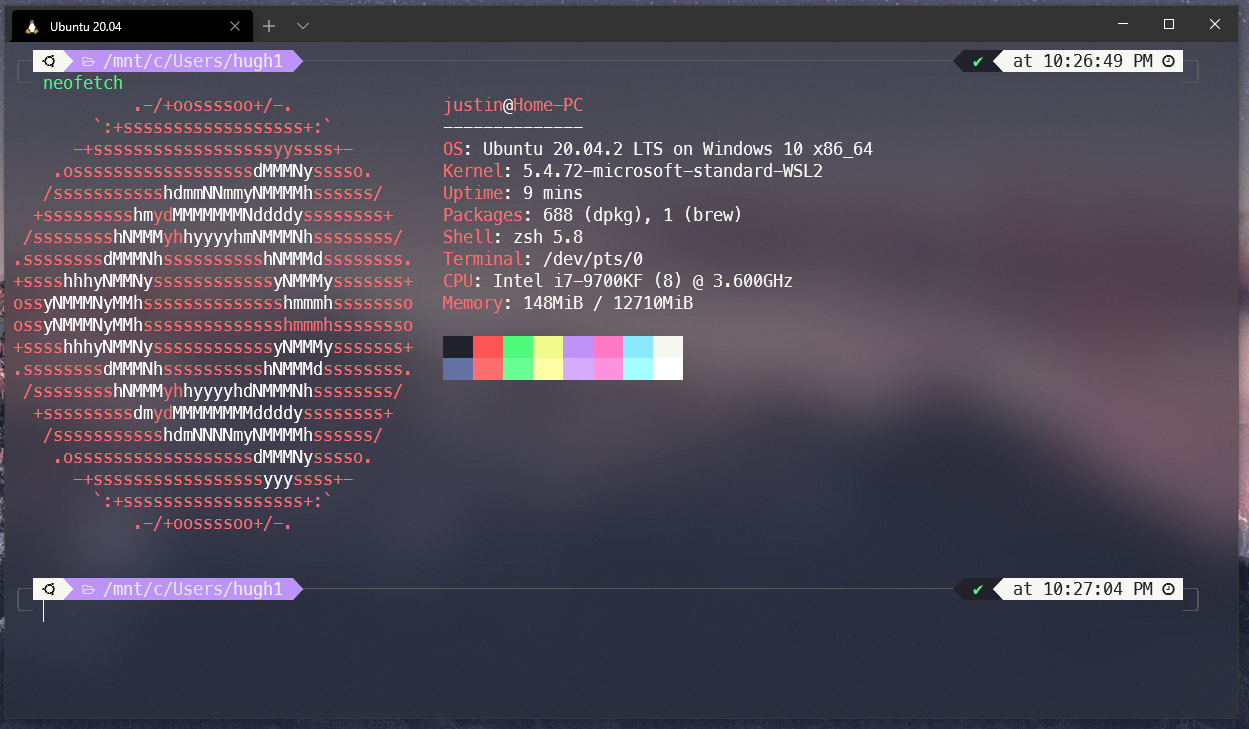 Ubuntu 20.04
/mnt/c/Users/hugh1 ✔ at 10:26:49 PM
neofetch
.-/+oossssoo+/-.
`:+ssssssssssssssssss+:`
-+ssssssssssssssssssyyssss+-
.ossssssssssssssssssdMMMNysssso.
/ssssssssssshdmmNNmmyNMMMMhssssss/
+ssssssssshmydMMMMMMMNddddyssssssss+
/sssssssshNMMMyhhyyyyhmNMMMNhssssssss/
.ssssssssdMMMNhsssssssssshNMMMdssssssss.
+sssshhhyNMMNyssssssssssssyNMMMysssssss+
ossyNMMMNyMMhsssssssssssssshmmmhssssssso
ossyNMMMNyMMhsssssssssssssshmmmhssssssso
+sssshhhyNMMNyssssssssssssyNMMMysssssss+
.ssssssssdMMMNhsssssssssshNMMMdssssssss.
/sssssssshNMMMyhhyyyyhdNMMMNhssssssss/
+sssssssssdmydMMMMMMMMddddyssssssss+
/ssssssssssshdmNNNNmyNMMMMhssssss/
.ossssssssssssssssssdMMMNysssso.
-+sssssssssssssssssyyyssss+-
`:+ssssssssssssssssss+:`
.-/+oossssoo+/-.
justin@Home-PC
--------------
OS: Ubuntu 20.04.2 LTS on Windows 10 x86_64
Kernel: 5.4.72-microsoft-standard-WSL2
Uptime: 9 mins
Packages: 688 (dpkg), 1 (brew)
Shell: zsh 5.8
Terminal: /dev/pts/0
CPU: Intel i7-9700KF (8) @ 3.600GHz
Memory: 148MiB / 12710MiB
/mnt/c/Users/hugh1 ✔ at 10:27:04 PM